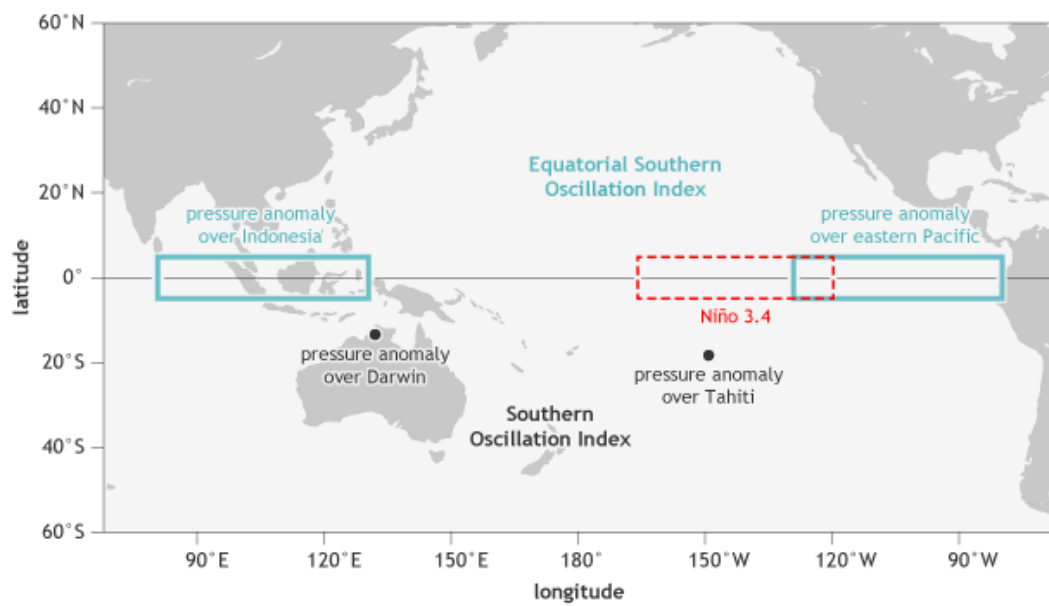 60°N
40°N
20°N
0°
20°S
40°S
60°S
latitude
Equatorial Southern
Oscillation Index
pressure anomaly
over Indonesia
pressure anomaly
over eastern Pacific
Niño 3.4
pressure anomaly
over Darwin
pressure anomaly
over Tahiti
Southern
Oscillation Index
90°E
120°E
150°E
180°
150°W
120°W
90°W
longitude